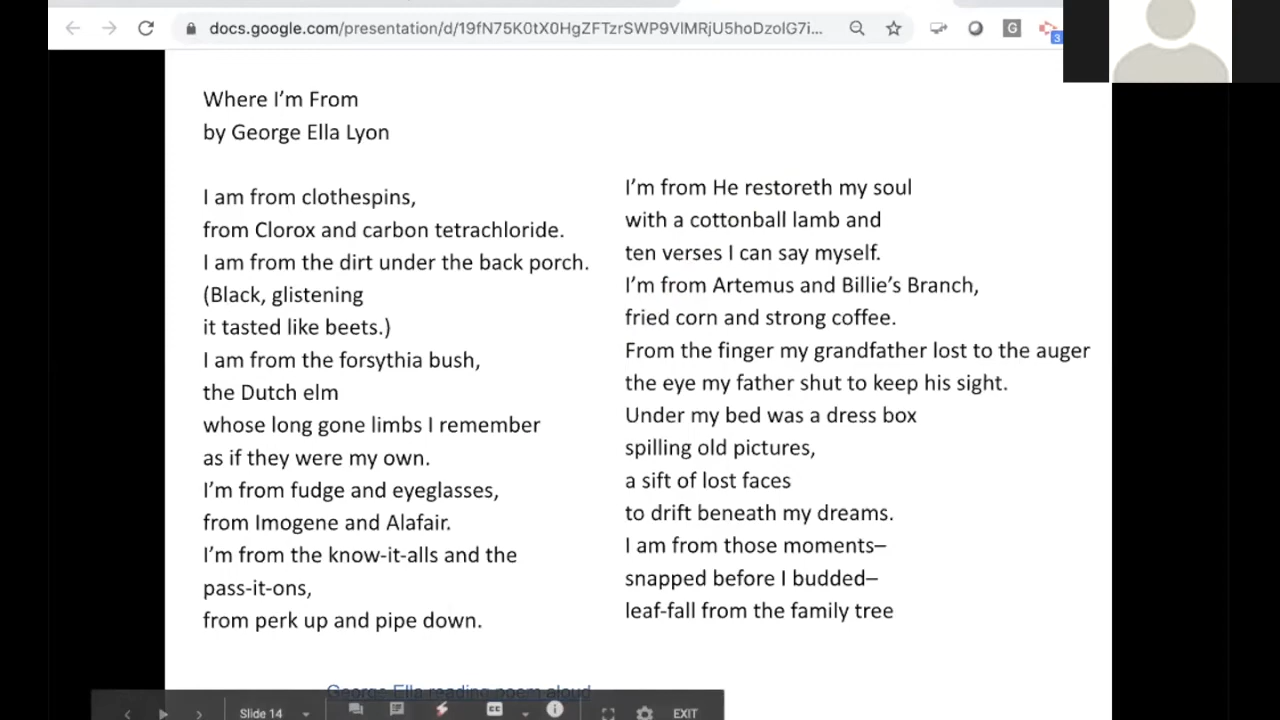 docs.google.com/presentation/d/19fN75K0tX0HgZFTzrSWP9VlMRjU5hoDzolG7i...
G
3
Where I'm From
by George Ella Lyon
I am from clothespins,
from Clorox and carbon tetrachloride.
I am from the dirt under the back porch.
(Black, glistening
it tasted like beets.)
I am from the forsythia bush,
the Dutch elm
whose long gone limbs I remember
as if they were my own.
I'm from fudge and eyeglasses,
from Imogene and Alafair.
I'm from the know-it-alls and the
pass-it-ons,
from perk up and pipe down.
I'm from He restoreth my soul
with a cottonball lamb and
ten verses I can say myself.
I'm from Artemus and Billie's Branch,
fried corn and strong coffee.
From the finger my grandfather lost to the auger
the eye my father shut to keep his sight.
Under my bed was a dress box
spilling old pictures,
a sift of lost faces
to drift beneath my dreams.
I am from those moments–
snapped before I budded–
leaf-fall from the family tree
George Ella reading poem aloud
Slide 14
CC
EXIT